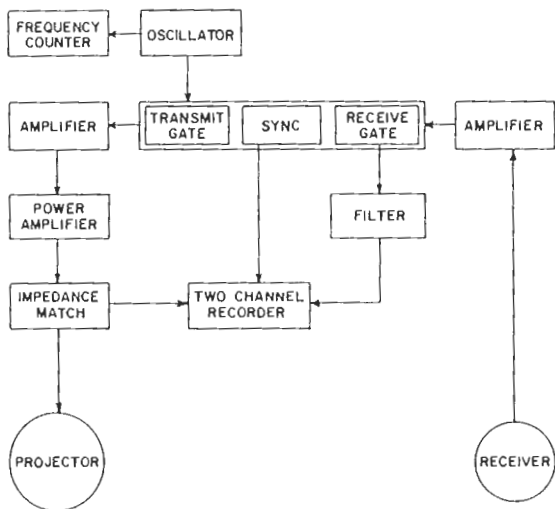 FREQUENCY
COUNTER
OSCILLATOR
AMPLIFIER
TRANSMIT
GATE
SYNC
RECEIVE
GATE
AMPLIFIER
POWER
AMPLIFIER
FILTER
IMPEDANCE
MATCH
TWO CHANNEL
RECORDER
PROJECTOR
RECEIVER